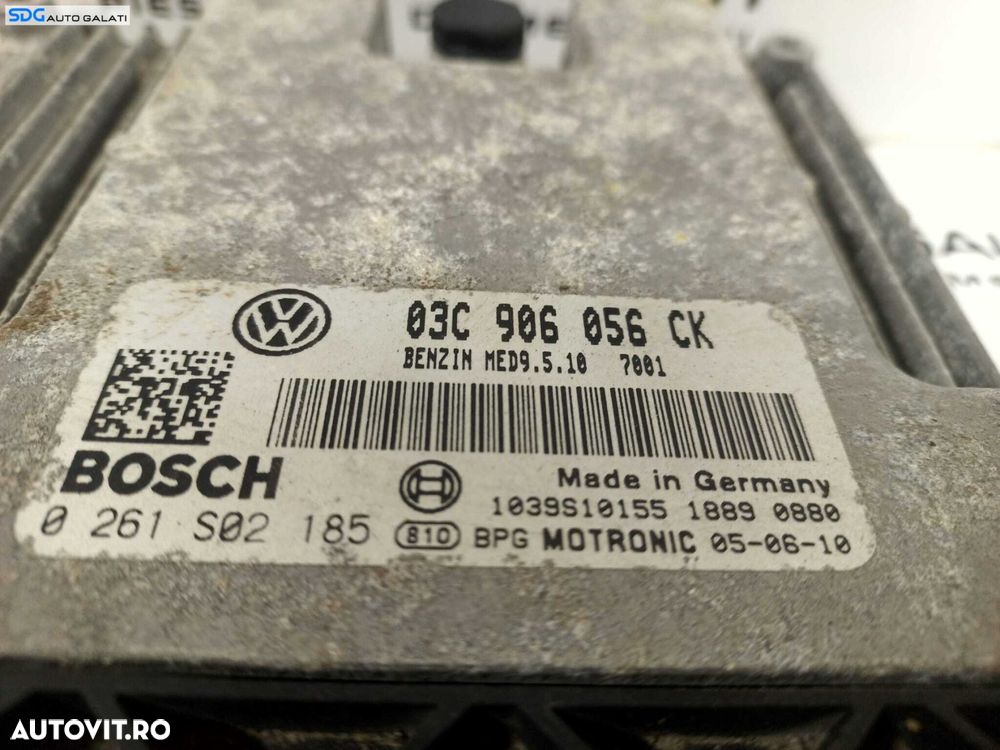 SDG AUTO GALATI
03C 906 056 CK
BENZIN MED9.5.10 7001
BOSCH
Made in Germany
1039S10155 1889 0880
0 261 S02 185 810 BPG MOTRONIC 05-06-10
AUTOVIT.RO